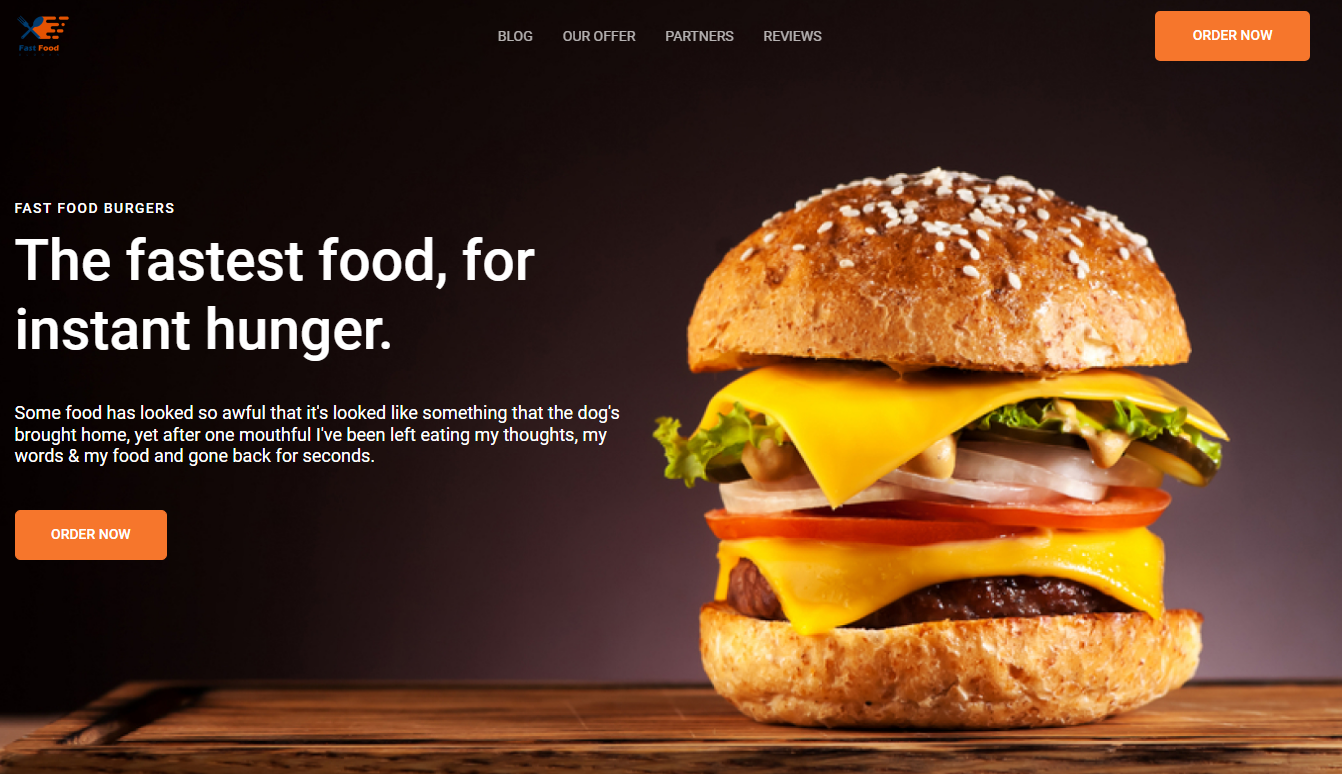 Fast Food
BLOG OUR OFFER PARTNERS REVIEWS
ORDER NOW
FAST FOOD BURGERS
The fastest food, for
instant hunger.
Some food has looked so awful that it's looked like something that the dog's
brought home, yet after one mouthful I've been left eating my thoughts, my
words & my food and gone back for seconds.
ORDER NOW